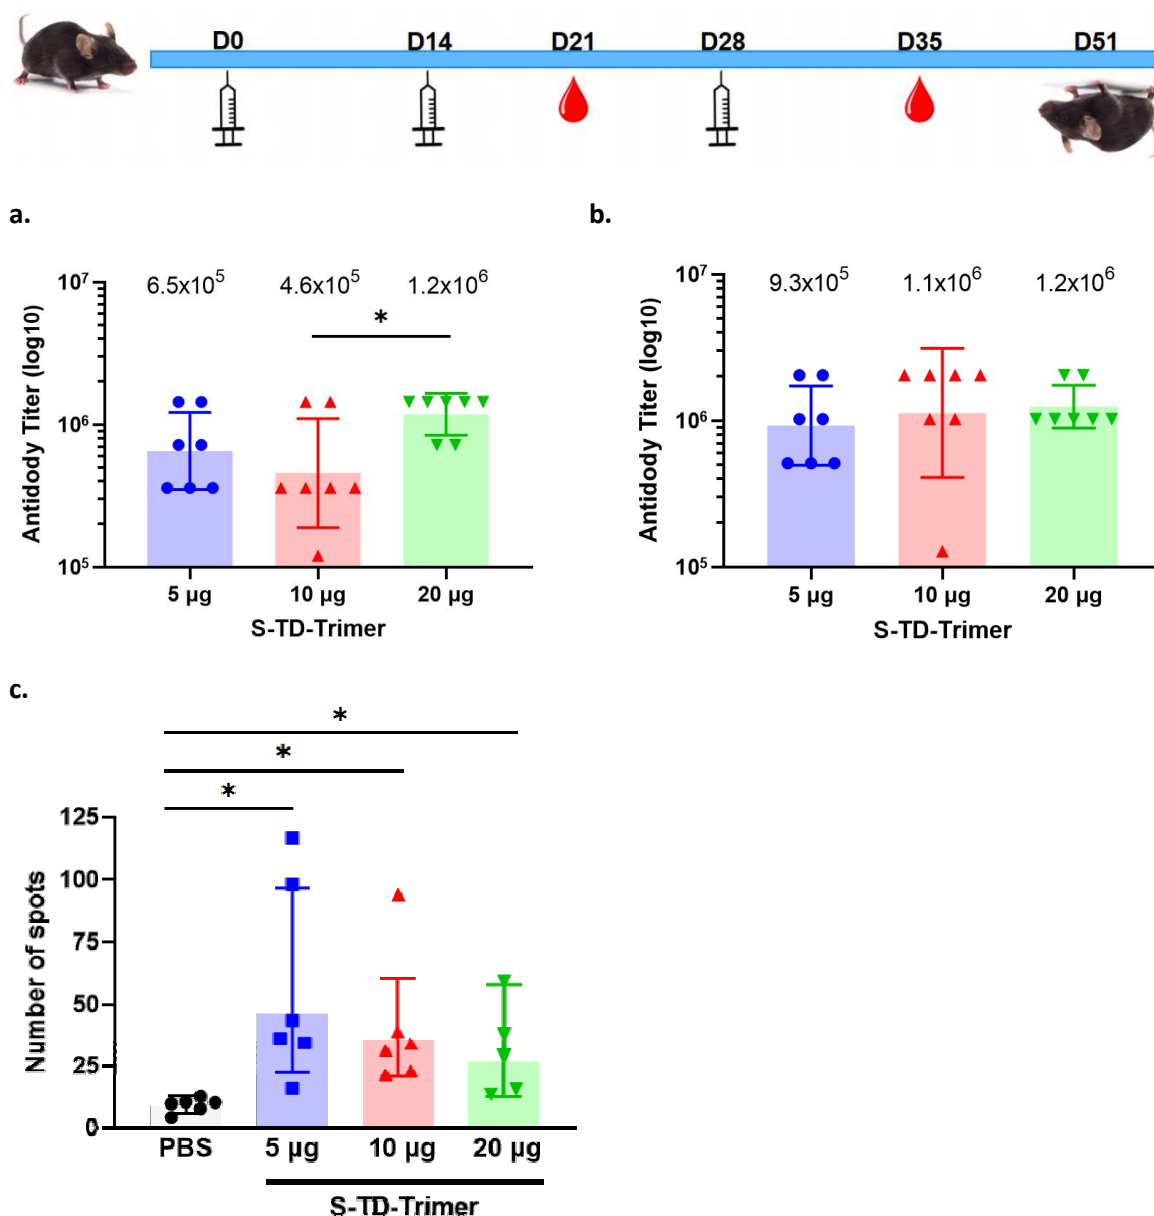 D0 D14 D21 D28 D35 D51
a.
Antidody Titer (log10)
10⁷
10⁶
10⁵
6.5x10⁵ 4.6x10⁵ 1.2x10⁶
*
5 µg 10 µg 20 µg
S-TD-Trimer
b.
Antidody Titer (log10)
10⁷
10⁶
10⁵
9.3x10⁵ 1.1x10⁶ 1.2x10⁶
5 µg 10 µg 20 µg
S-TD-Trimer
c.
*
*
*
Number of spots
125
100
75
50
25
0
PBS 5 µg 10 µg 20 µg
S-TD-Trimer